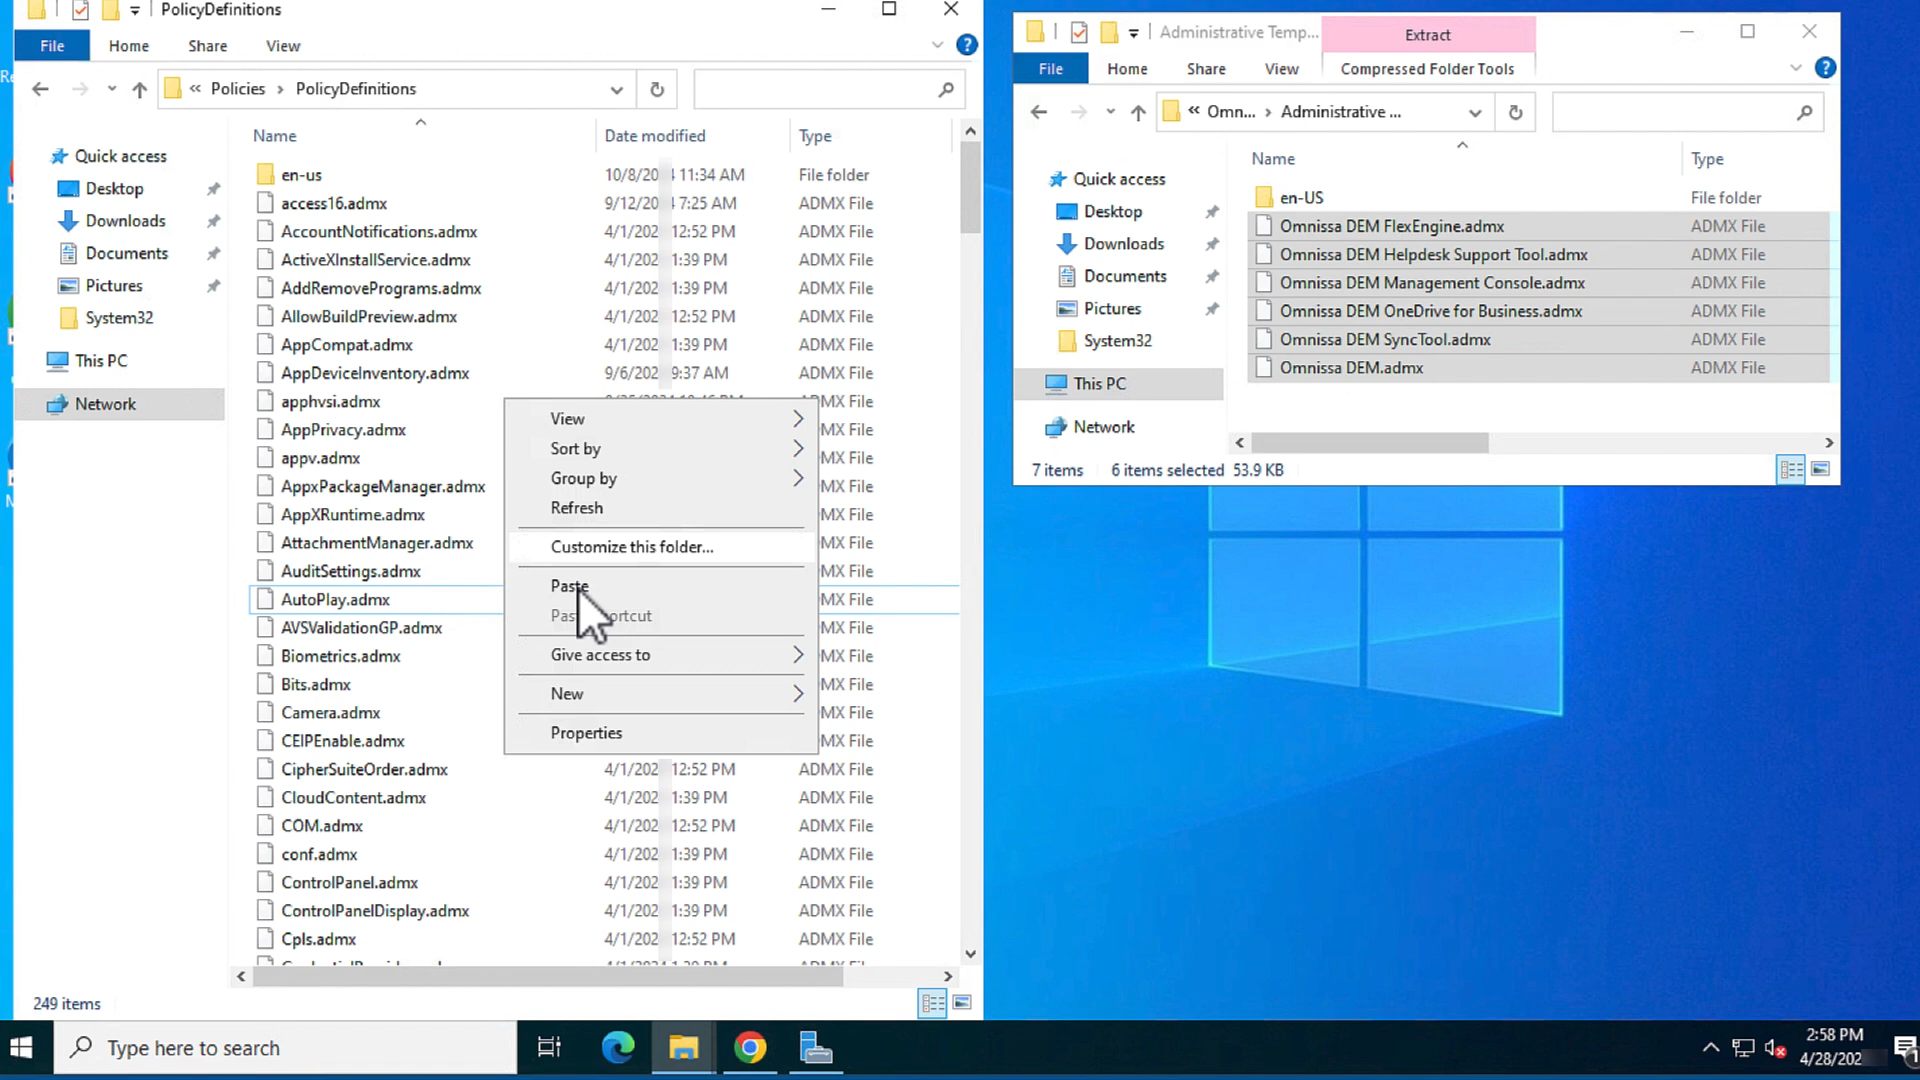 PolicyDefinitions
File Home Share View
Policies PolicyDefinitions
Name Date modified Type
Quick access
Desktop
Downloads
Documents
Pictures
System32
This PC
Network
en-us 10/8/20 4 11:34 AM File folder
access16.admx 9/12/20 4 7:25 AM ADMX File
AccountNotifications.admx 4/1/202 12:52 PM ADMX File
ActiveXInstallService.admx 4/1/202 1:39 PM ADMX File
AddRemovePrograms.admx 4/1/202 1:39 PM ADMX File
AllowBuildPreview.admx 4/1/202 12:52 PM ADMX File
AppCompat.admx 4/1/202 1:39 PM ADMX File
AppDeviceInventory.admx 9/6/202 9:37 AM ADMX File
apphvsi.admx ADMX File
AppPrivacy.admx MX File
appv.admx MX File
AppxPackageManager.admx MX File
AppXRuntime.admx MX File
AttachmentManager.admx MX File
AuditSettings.admx MX File
AutoPlay.admx MX File
AVSValidationGP.admx MX File
Biometrics.admx MX File
Bits.admx MX File
Camera.admx MX File
CEIPEnable.admx MX File
CipherSuiteOrder.admx 4/1/202 12:52 PM ADMX File
CloudContent.admx 4/1/202 1:39 PM ADMX File
COM.admx 4/1/202 12:52 PM ADMX File
conf.admx 4/1/202 1:39 PM ADMX File
ControlPanel.admx 4/1/202 1:39 PM ADMX File
ControlPanelDisplay.admx 4/1/202 1:39 PM ADMX File
Cpls.admx 4/1/202 12:52 PM ADMX File
249 items
View
Sort by
Group by
Refresh
Customize this folder...
Paste
Give access to
New
Properties
Administrative Temp... Extract
File Home Share View Compressed Folder Tools
Omn... Administrative ...
Name Type
Quick access
Desktop
Downloads
Documents
Pictures
System32
This PC
Network
en-US File folder
Omnissa DEM FlexEngine.admx ADMX File
Omnissa DEM Helpdesk Support Tool.admx ADMX File
Omnissa DEM Management Console.admx ADMX File
Omnissa DEM OneDrive for Business.admx ADMX File
Omnissa DEM SyncTool.admx ADMX File
Omnissa DEM.admx ADMX File
7 items 6 items selected 53.9 KB
Type here to search
2:58 PM
4/28/202
1